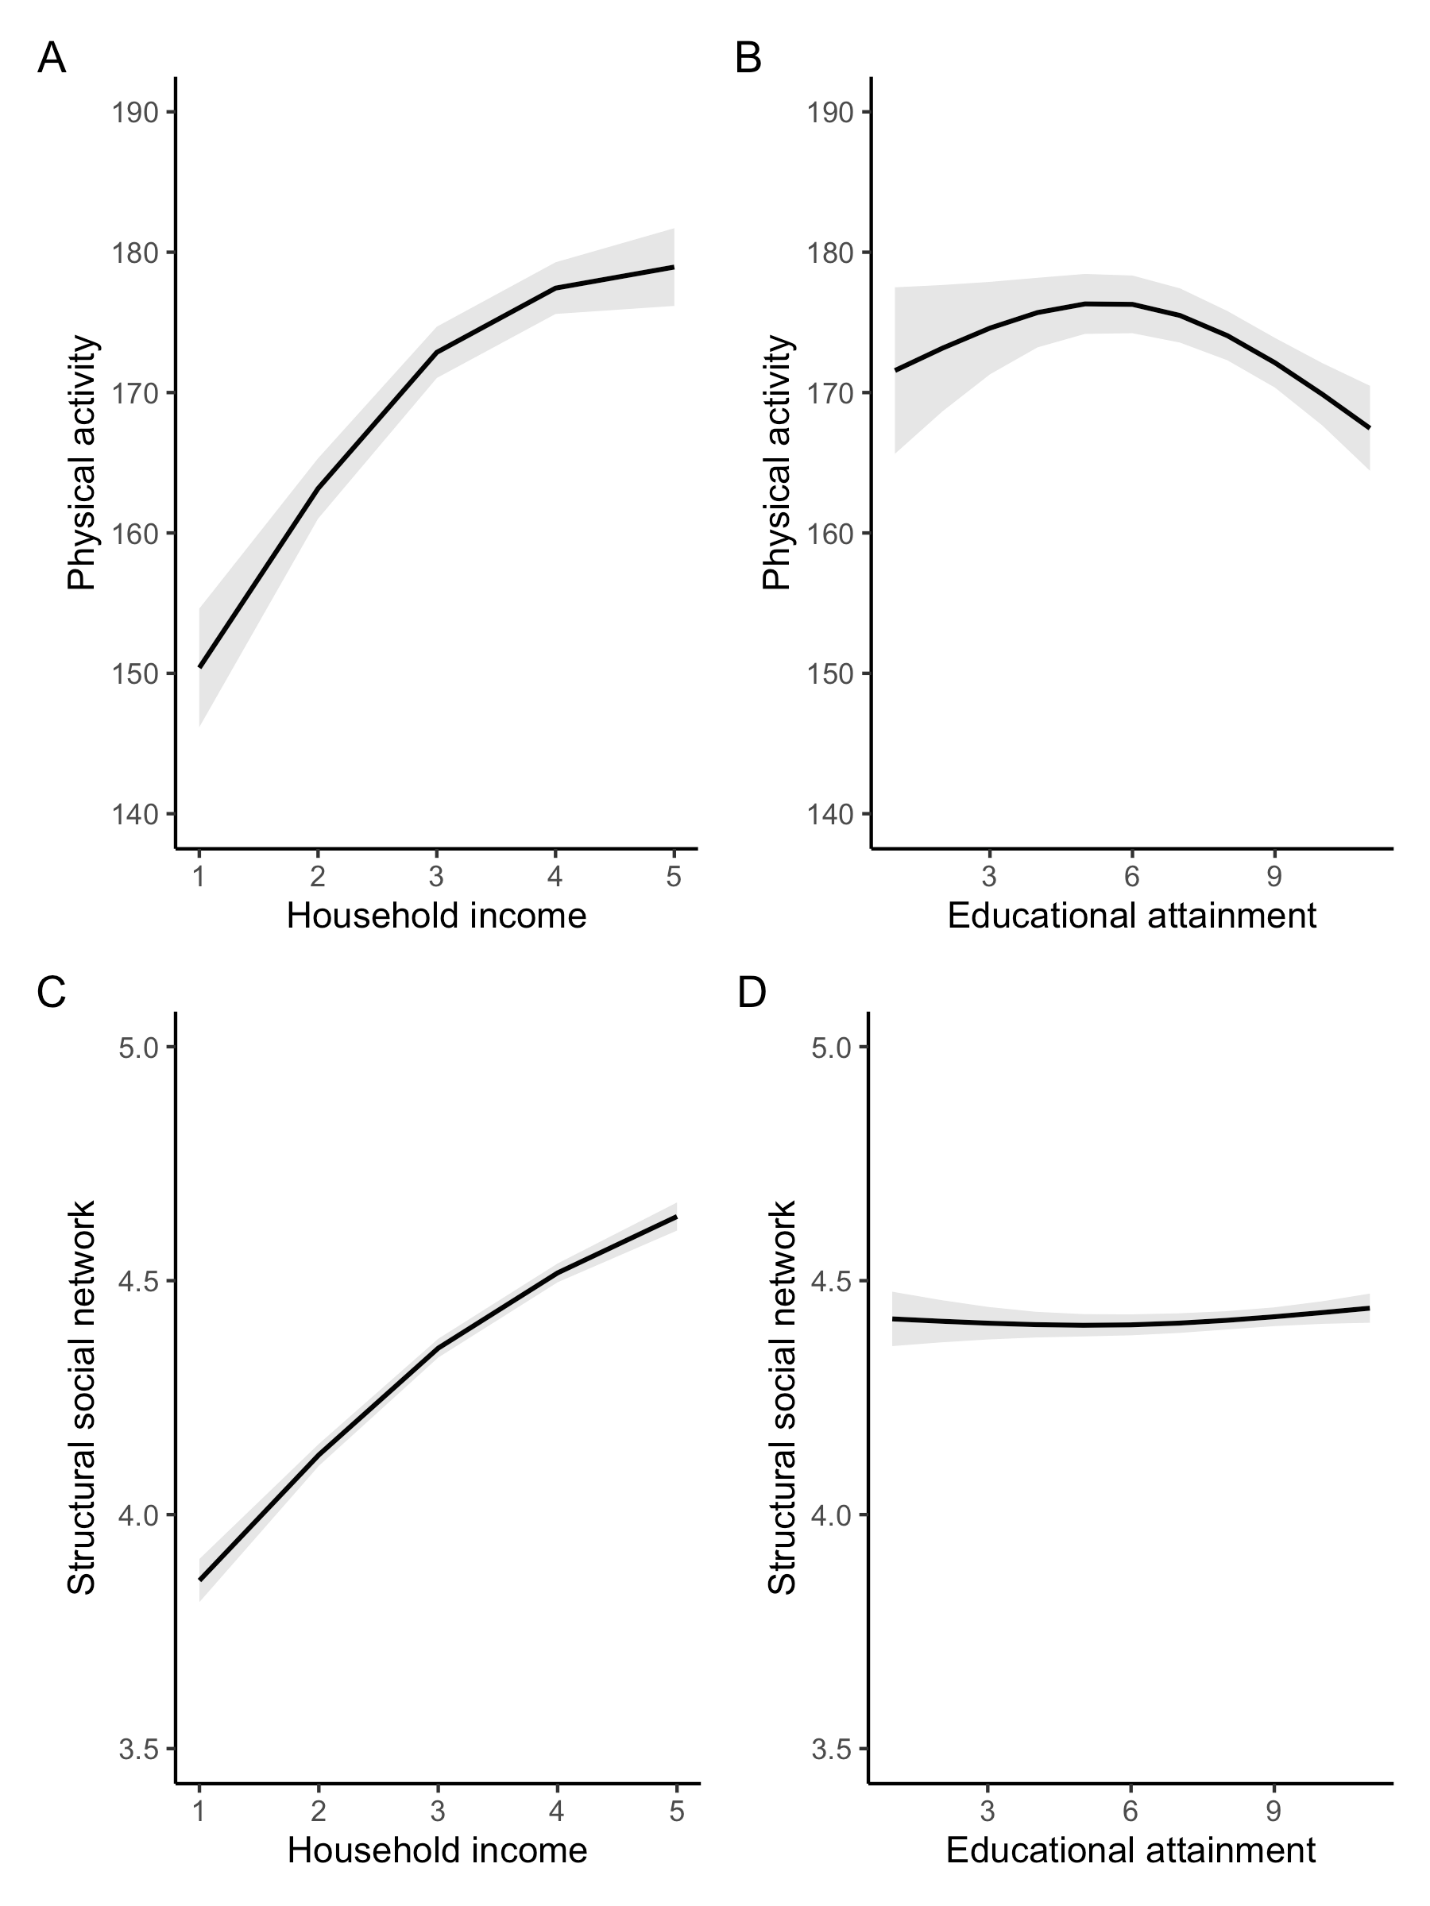 A
190
180
170
160
150
140
Physical activity
1 2 3 4 5
Household income
B
190
180
170
160
150
140
Physical activity
3 6 9
Educational attainment
C
5.0
4.5
4.0
3.5
Structural social network
1 2 3 4 5
Household income
D
5.0
4.5
4.0
3.5
Structural social network
3 6 9
Educational attainment